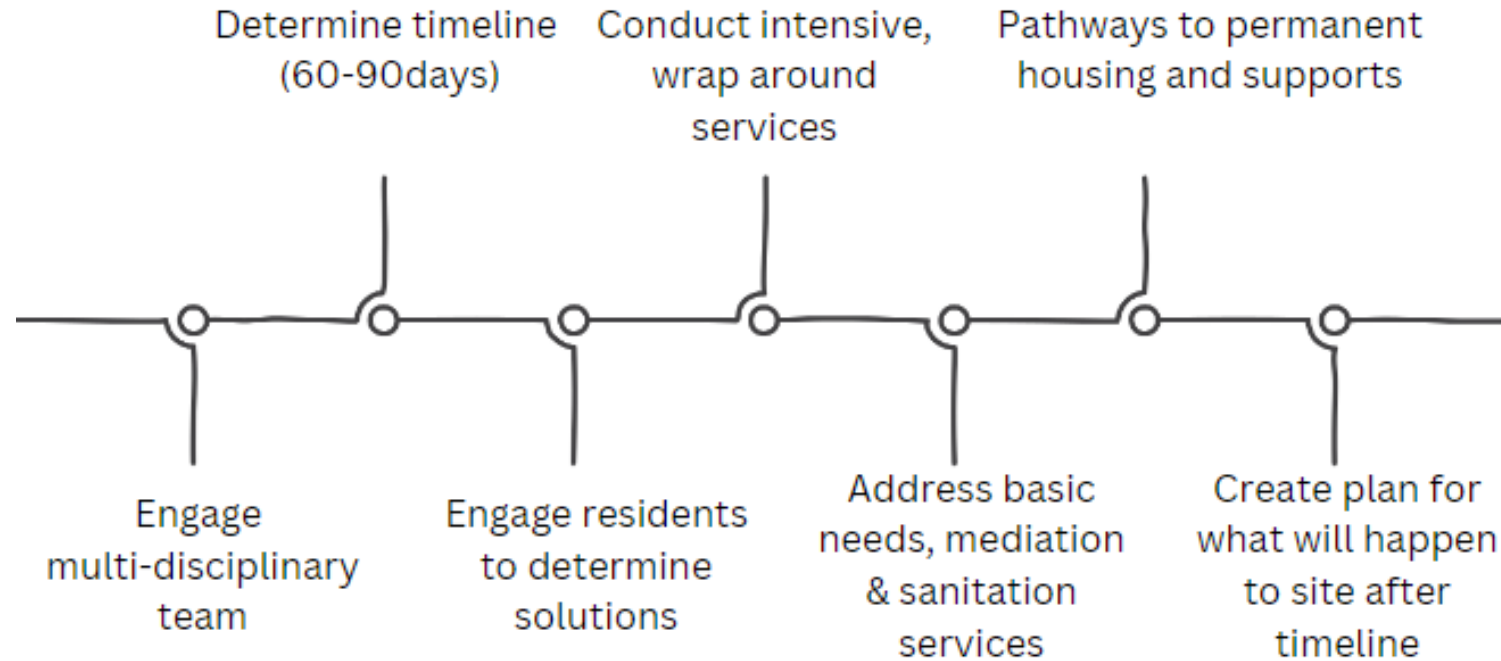 Determine timeline
(60-90days)
Conduct intensive,
wrap around
services
Pathways to permanent
housing and supports
Engage
multi-disciplinary
team
Engage residents
to determine
solutions
Address basic
needs, mediation
& sanitation
services
Create plan for
what will happen
to site after
timeline